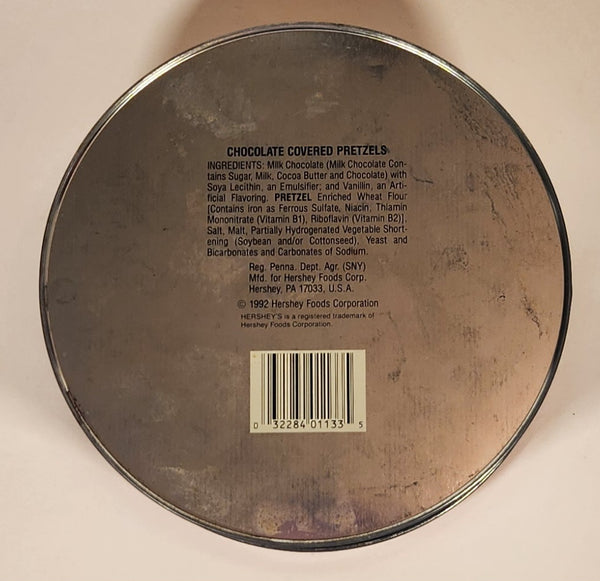 CHOCOLATE COVERED PRETZELS
INGREDIENTS: Milk Chocolate (Milk Chocolate Con-
tains Sugar, Milk, Cocoa Butter and Chocolate) with
Soya Lecithin, an Emulsifier; and Vanillin, an Arti-
ficial Flavoring. PRETZEL Enriched Wheat Flour
[Contains Iron as Ferrous Sulfate, Niacin, Thiamin
Mononitrate (Vitamin B1), Riboflavin (Vitamin B2)],
Salt, Malt, Partially Hydrogenated Vegetable Short-
ening (Soybean and/or Cottonseed), Yeast and
Bicarbonates and Carbonates of Sodium.
Reg. Penna. Dept. Agr. (SNY)
Mfd. for Hershey Foods Corp.
Hershey, PA 17033, U.S.A.
© 1992 Hershey Foods Corporation
HERSHEY'S is a registered trademark of
Hershey Foods Corporation.
0 32284 01133 5